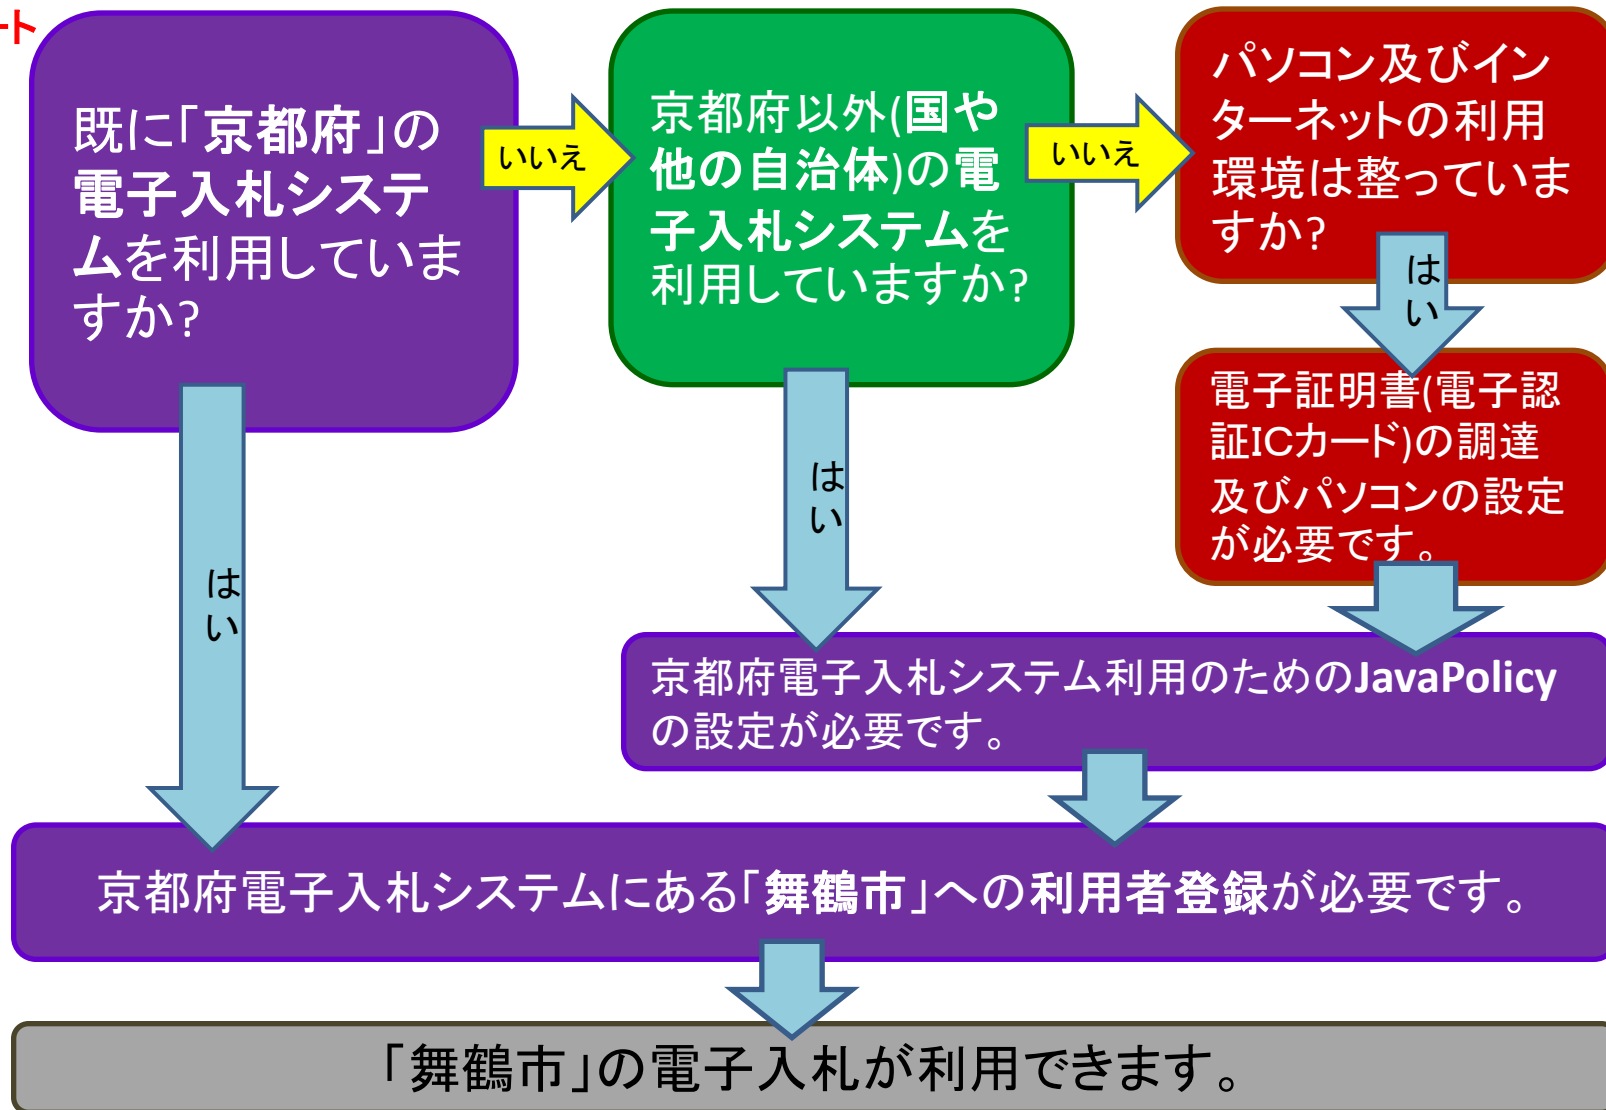 ート
既に「京都府」の
電子入札システ
ムを利用していま
すか?
いいえ
京都府以外(国や
他の自治体)の電
子入札システムを
利用していますか?
いいえ
パソコン及びイン
ターネットの利用
環境は整っていま
すか?
はい
電子証明書(電子認
証ICカード)の調達
及びパソコンの設定
が必要です。
はい
はい
京都府電子入札システム利用のためのJavaPolicy
の設定が必要です。
京都府電子入札システムにある「舞鶴市」への利用者登録が必要です。
「舞鶴市」の電子入札が利用できます。